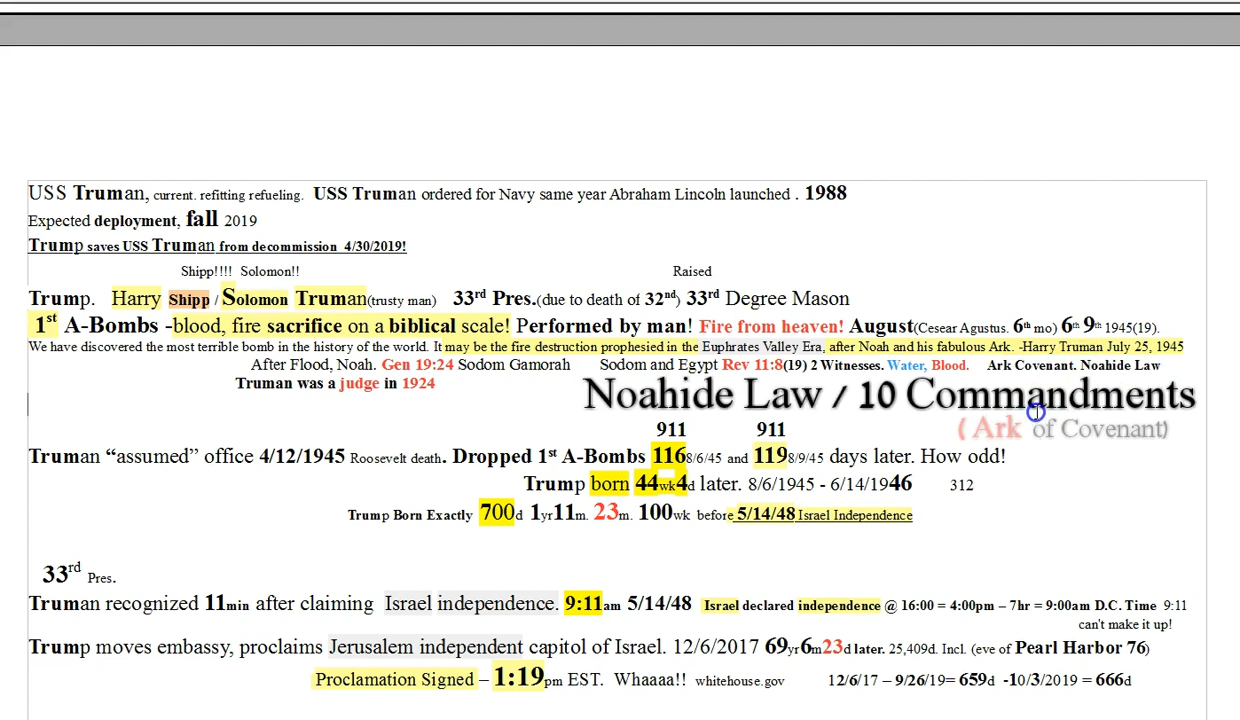 USS Truman, current. refitting refueling. USS Truman ordered for Navy same year Abraham Lincoln launched . 1988
Expected deployment, fall 2019
Trump saves USS Truman from decommission 4/30/2019!
Shipp!!!! Solomon!! Raised
Trump. Harry Shipp / Solomon Truman(trusty man) 33rd Pres.(due to death of 32nd) 33rd Degree Mason
1st A-Bombs -blood, fire sacrifice on a biblical scale! Performed by man! Fire from heaven! August(Cesear Agustus. 6th mo) 6th 9th 1945(19).
We have discovered the most terrible bomb in the history of the world. It may be the fire destruction prophesied in the Euphrates Valley Era, after Noah and his fabulous Ark. -Harry Truman July 25, 1945
After Flood, Noah. Gen 19:24 Sodom Gamorah Sodom and Egypt Rev 11:8(19) 2 Witnesses. Water, Blood. Ark Covenant. Noahide Law
Truman was a judge in 1924
Noahide Law / 10 Commandments
911 911 ( Ark of Covenant)
Truman “assumed” office 4/12/1945 Roosevelt death. Dropped 1st A-Bombs 1168/6/45 and 1198/9/45 days later. How odd!
Trump born 44wk4d later. 8/6/1945 - 6/14/1946 312
Trump Born Exactly 700d 1yr11m. 23m. 100wk before 5/14/48 Israel Independence
33rd Pres.
Truman recognized 11min after claiming Israel independence. 9:11am 5/14/48 Israel declared independence @ 16:00 = 4:00pm – 7hr = 9:00am D.C. Time 9:11
can't make it up!
Trump moves embassy, proclaims Jerusalem independent capitol of Israel. 12/6/2017 69yr6m23d later. 25,409d. Incl. (eve of Pearl Harbor 76)
Proclamation Signed – 1:19pm EST. Whaaa!! whitehouse.gov 12/6/17 – 9/26/19= 659d -10/3/2019 = 666d